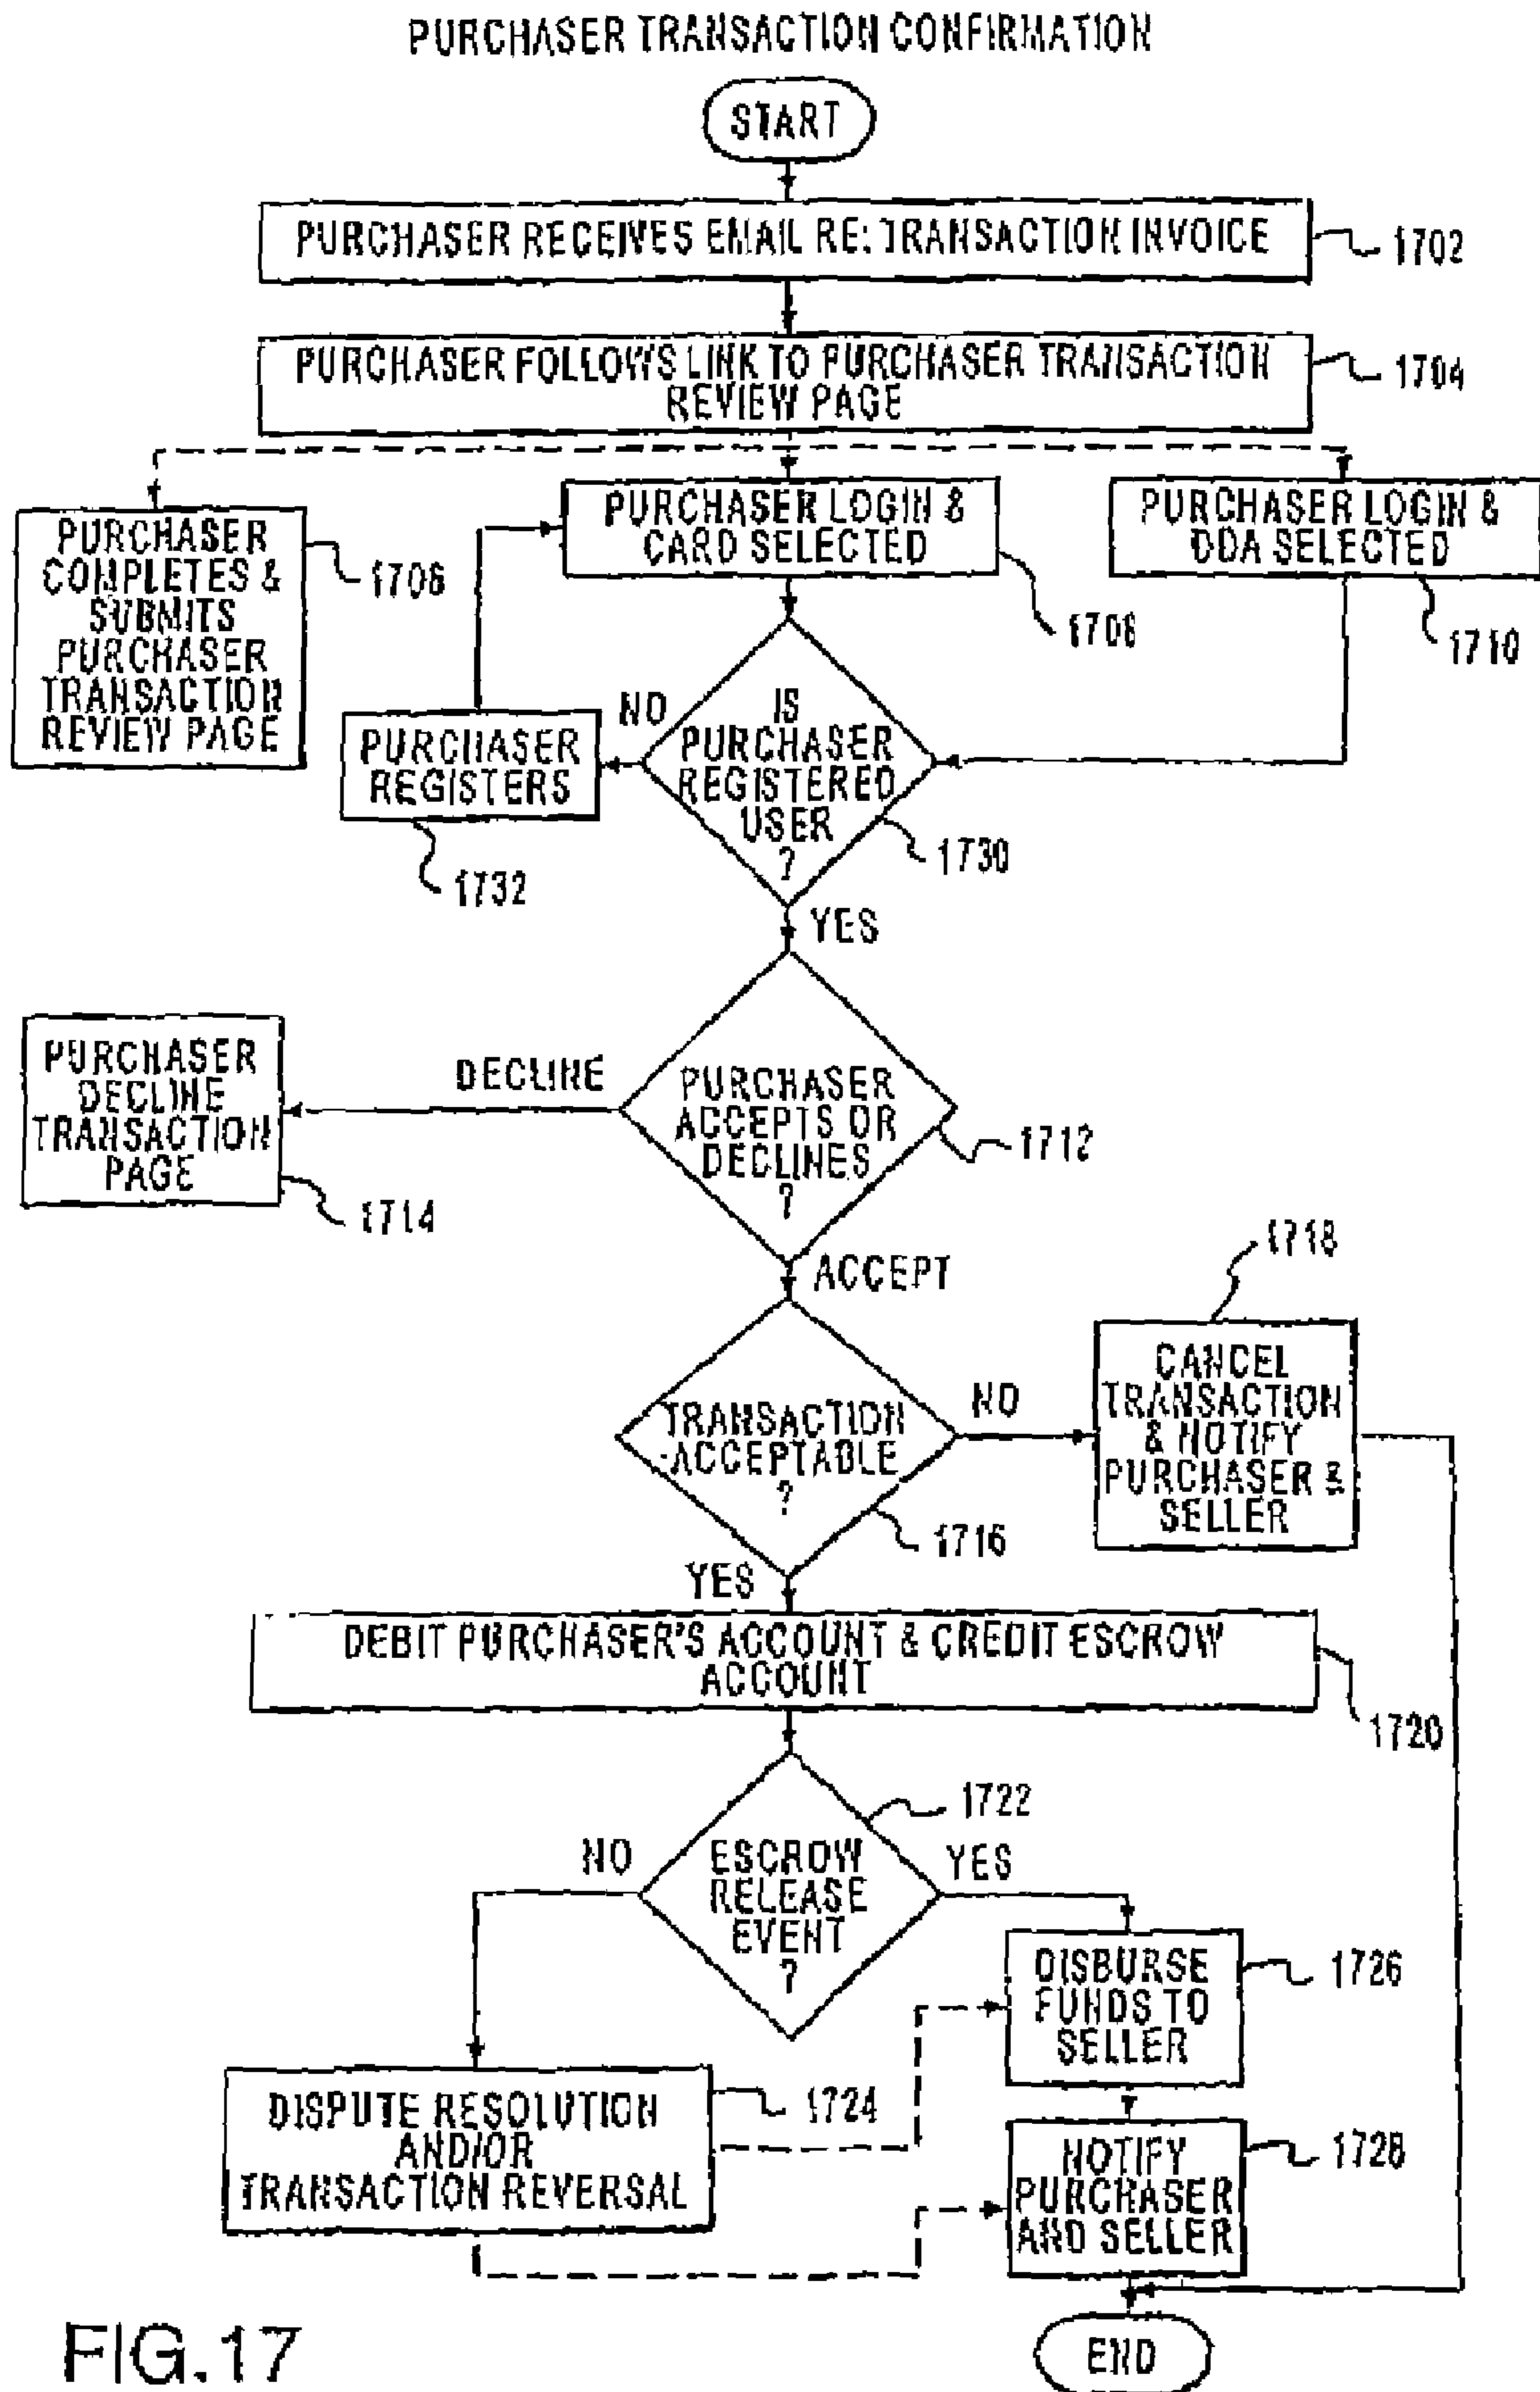 PURCHASER TRANSACTION CONFIRMATION
START
PURCHASER RECEIVES EMAIL RE: TRANSACTION INVOICE
1702
PURCHASER FOLLOWS LINK TO PURCHASER TRANSACTION
REVIEW PAGE
1704
PURCHASER
COMPLETES &
SUBMITS
PURCHASER
TRANSACTION
REVIEW PAGE
1706
PURCHASER LOGIN &
CARD SELECTED
1708
PURCHASER LOGIN &
DDA SELECTED
1710
NO
IS
PURCHASER
REGISTERED
USER
?
1730
PURCHASER
REGISTERS
1732
YES
PURCHASER
DECLINE
TRANSACTION
PAGE
1714
DECLINE
PURCHASER
ACCEPTS OR
DECLINES
?
1712
ACCEPT
1718
TRANSACTION
ACCEPTABLE
?
1716
NO
CANCEL
TRANSACTION
& NOTIFY
PURCHASER &
SELLER
YES
DEBIT PURCHASER'S ACCOUNT & CREDIT ESCROW
ACCOUNT
1720
1722
NO
ESCROW
RELEASE
EVENT
?
YES
DISBURSE
FUNDS TO
SELLER
1726
DISPUTE RESOLUTION
AND/OR
TRANSACTION REVERSAL
1724
NOTIFY
PURCHASER
AND SELLER
1728
END
FIG.17